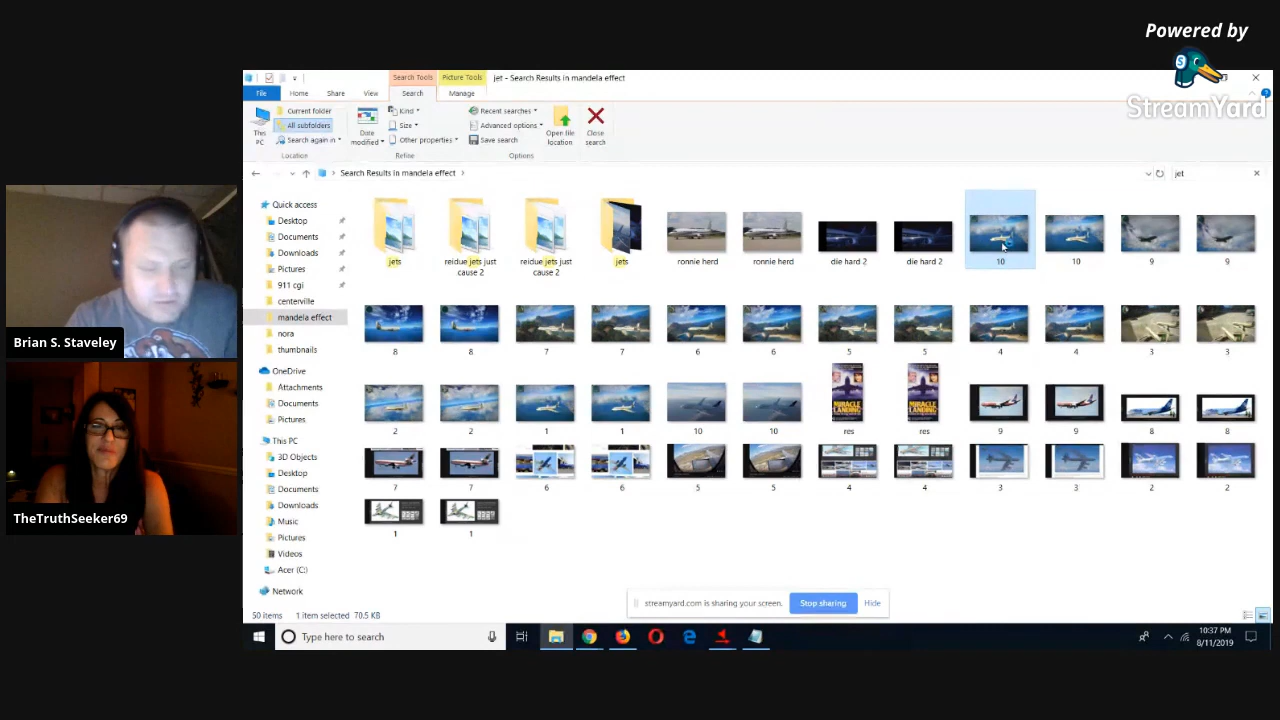 Powered by
StreamYard
Search Tools
Picture Tools
jet - Search Results in mandela effect
File
Home
Share
View
Search
Manage
This PC
Current folder
All subfolders
Search again in
Location
Date modified
Kind
Size
Other properties
Refine
Recent searches
Advanced options
Save search
Options
Open file location
Close search
Search Results in mandela effect
jet
Quick access
Desktop
Documents
Downloads
Pictures
911 cgi
centerville
mandela effect
nora
thumbnails
OneDrive
Attachments
Documents
Pictures
This PC
3D Objects
Desktop
Documents
Downloads
Music
Pictures
Videos
Acer (C:)
Network
jets
reidue jets just cause 2
reidue jets just cause 2
jets
ronnie herd
ronnie herd
die hard 2
die hard 2
10
10
9
9
8
8
7
7
6
6
5
5
4
4
3
3
2
2
1
1
10
10
MIRACLE LANDING
res
MIRACLE LANDING
res
9
9
8
8
7
7
6
6
5
5
4
4
3
3
2
2
1
1
50 items
1 item selected 70.5 KB
streamyard.com is sharing your screen.
Stop sharing
Hide
Type here to search
10:37 PM
8/11/2019
Brian S. Staveley
TheTruthSeeker69